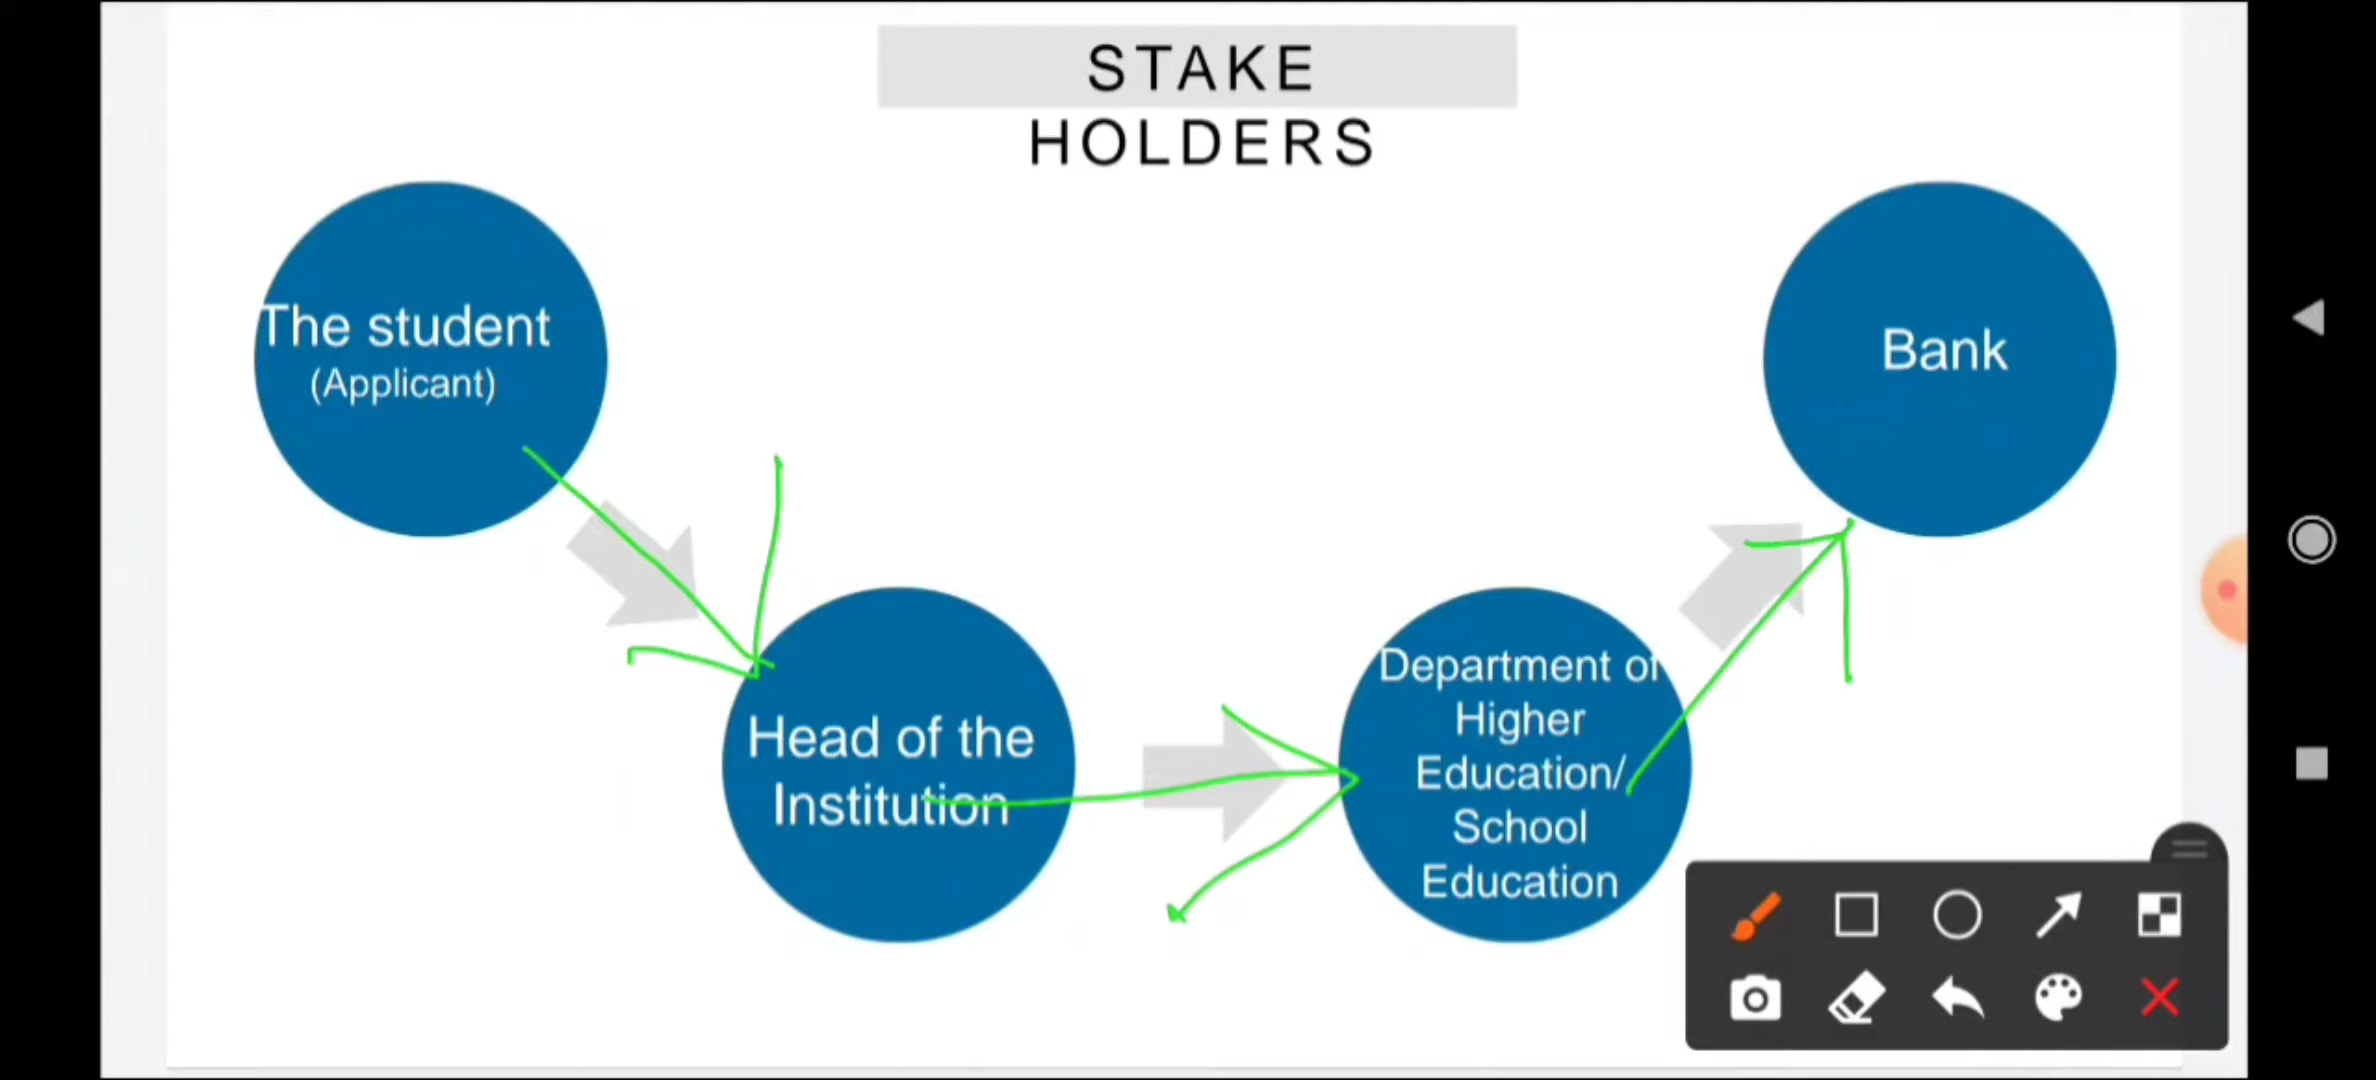 STAKE
HOLDERS
The student
(Applicant)
Bank
Head of the
Institution
Department of
Higher
Education/
School
Education